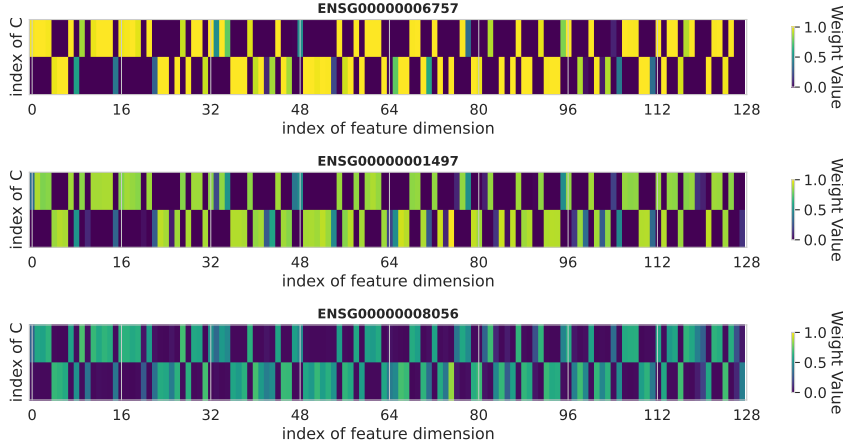 ENSG00000006757
index of C
0 16 32 48 64 80 96 112 128
index of feature dimension
1.0
0.5
0.0
Weight Value
ENSG00000001497
index of C
0 16 32 48 64 80 96 112 128
index of feature dimension
1.0
0.5
0.0
Weight Value
ENSG00000008056
index of C
0 16 32 48 64 80 96 112 128
index of feature dimension
1.0
0.5
0.0
Weight Value